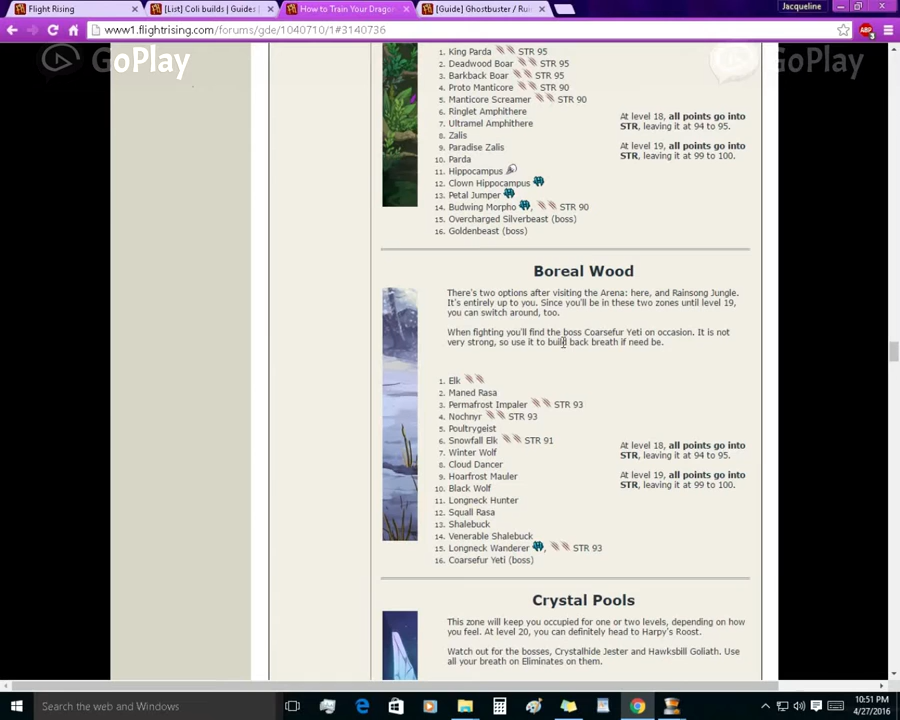 Flight Rising
[List] Coli builds | Guides
How to Train Your Dragon
[Guide] Ghostbuster / Ruin
Jacqueline
www1.flightrising.com/forums/gde/1040710/1#3140736
ABP
GoPlay
GoPlay
1. King Parda STR 95
2. Deadwood Boar STR 95
3. Barkback Boar STR 95
4. Proto Manticore STR 90
5. Manticore Screamer STR 90
6. Ringlet Amphithere
7. Ultramel Amphithere
8. Zalis
9. Paradise Zalis
10. Parda
11. Hippocampus
12. Clown Hippocampus
13. Petal Jumper
14. Budwing Morpho , STR 90
15. Overcharged Silverbeast (boss)
16. Goldenbeast (boss)
At level 18, all points go into
STR, leaving it at 94 to 95.
At level 19, all points go into
STR, leaving it at 99 to 100.
Boreal Wood
There's two options after visiting the Arena: here, and Rainsong Jungle.
It's entirely up to you. Since you'll be in these two zones until level 19,
you can switch around, too.
When fighting you'll find the boss Coarsefur Yeti on occasion. It is not
very strong, so use it to build back breath if need be.
1. Elk
2. Maned Rasa
3. Permafrost Impaler STR 93
4. Nochnyr STR 93
5. Poultrygeist
6. Snowfall Elk STR 91
7. Winter Wolf
8. Cloud Dancer
9. Hoarfrost Mauler
10. Black Wolf
11. Longneck Hunter
12. Squall Rasa
13. Shalebuck
14. Venerable Shalebuck
15. Longneck Wanderer , STR 93
16. Coarsefur Yeti (boss)
At level 18, all points go into
STR, leaving it at 94 to 95.
At level 19, all points go into
STR, leaving it at 99 to 100.
Crystal Pools
This zone will keep you occupied for one or two levels, depending on how
you feel. At level 20, you can definitely head to Harpy's Roost.
Watch out for the bosses, Crystalhide Jester and Hawksbill Goliath. Use
all your breath on Eliminates on them.
Search the web and Windows
10:51 PM
4/27/2016